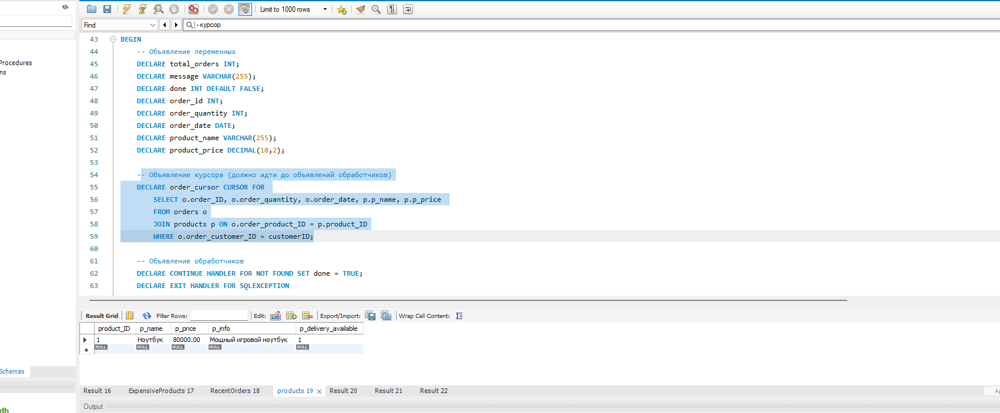 Limit to 1000 rows
Find
курсор
Procedures
ns
43 BEGIN
44 -- Объявление переменных
45 DECLARE total_orders INT;
46 DECLARE message VARCHAR(255);
47 DECLARE done INT DEFAULT FALSE;
48 DECLARE order_id INT;
49 DECLARE order_quantity INT;
50 DECLARE order_date DATE;
51 DECLARE product_name VARCHAR(255);
52 DECLARE product_price DECIMAL(10,2);
53
54 -- Объявление курсора (должно идти до объявлений обработчиков)
55 DECLARE order_cursor CURSOR FOR
56 SELECT o.order_ID, o.order_quantity, o.order_date, p.p_name, p.p_price
57 FROM orders o
58 JOIN products p ON o.order_product_ID = p.product_ID
59 WHERE o.order_customer_ID = customerID;
60
61 -- Объявление обработчиков
62 DECLARE CONTINUE HANDLER FOR NOT FOUND SET done = TRUE;
63 DECLARE EXIT HANDLER FOR SQLEXCEPTION
Result Grid Filter Rows: Edit: Export/Import: Wrap Cell Content:
product_ID p_name p_price p_info p_delivery_available
1 Ноутбук 80000.00 Мощный игровой ноутбук 1
NULL NULL NULL NULL NULL
Schemas
Result 16 ExpensiveProducts 17 RecentOrders 18 products 19 Result 20 Result 21 Result 22 Ap
Output
db